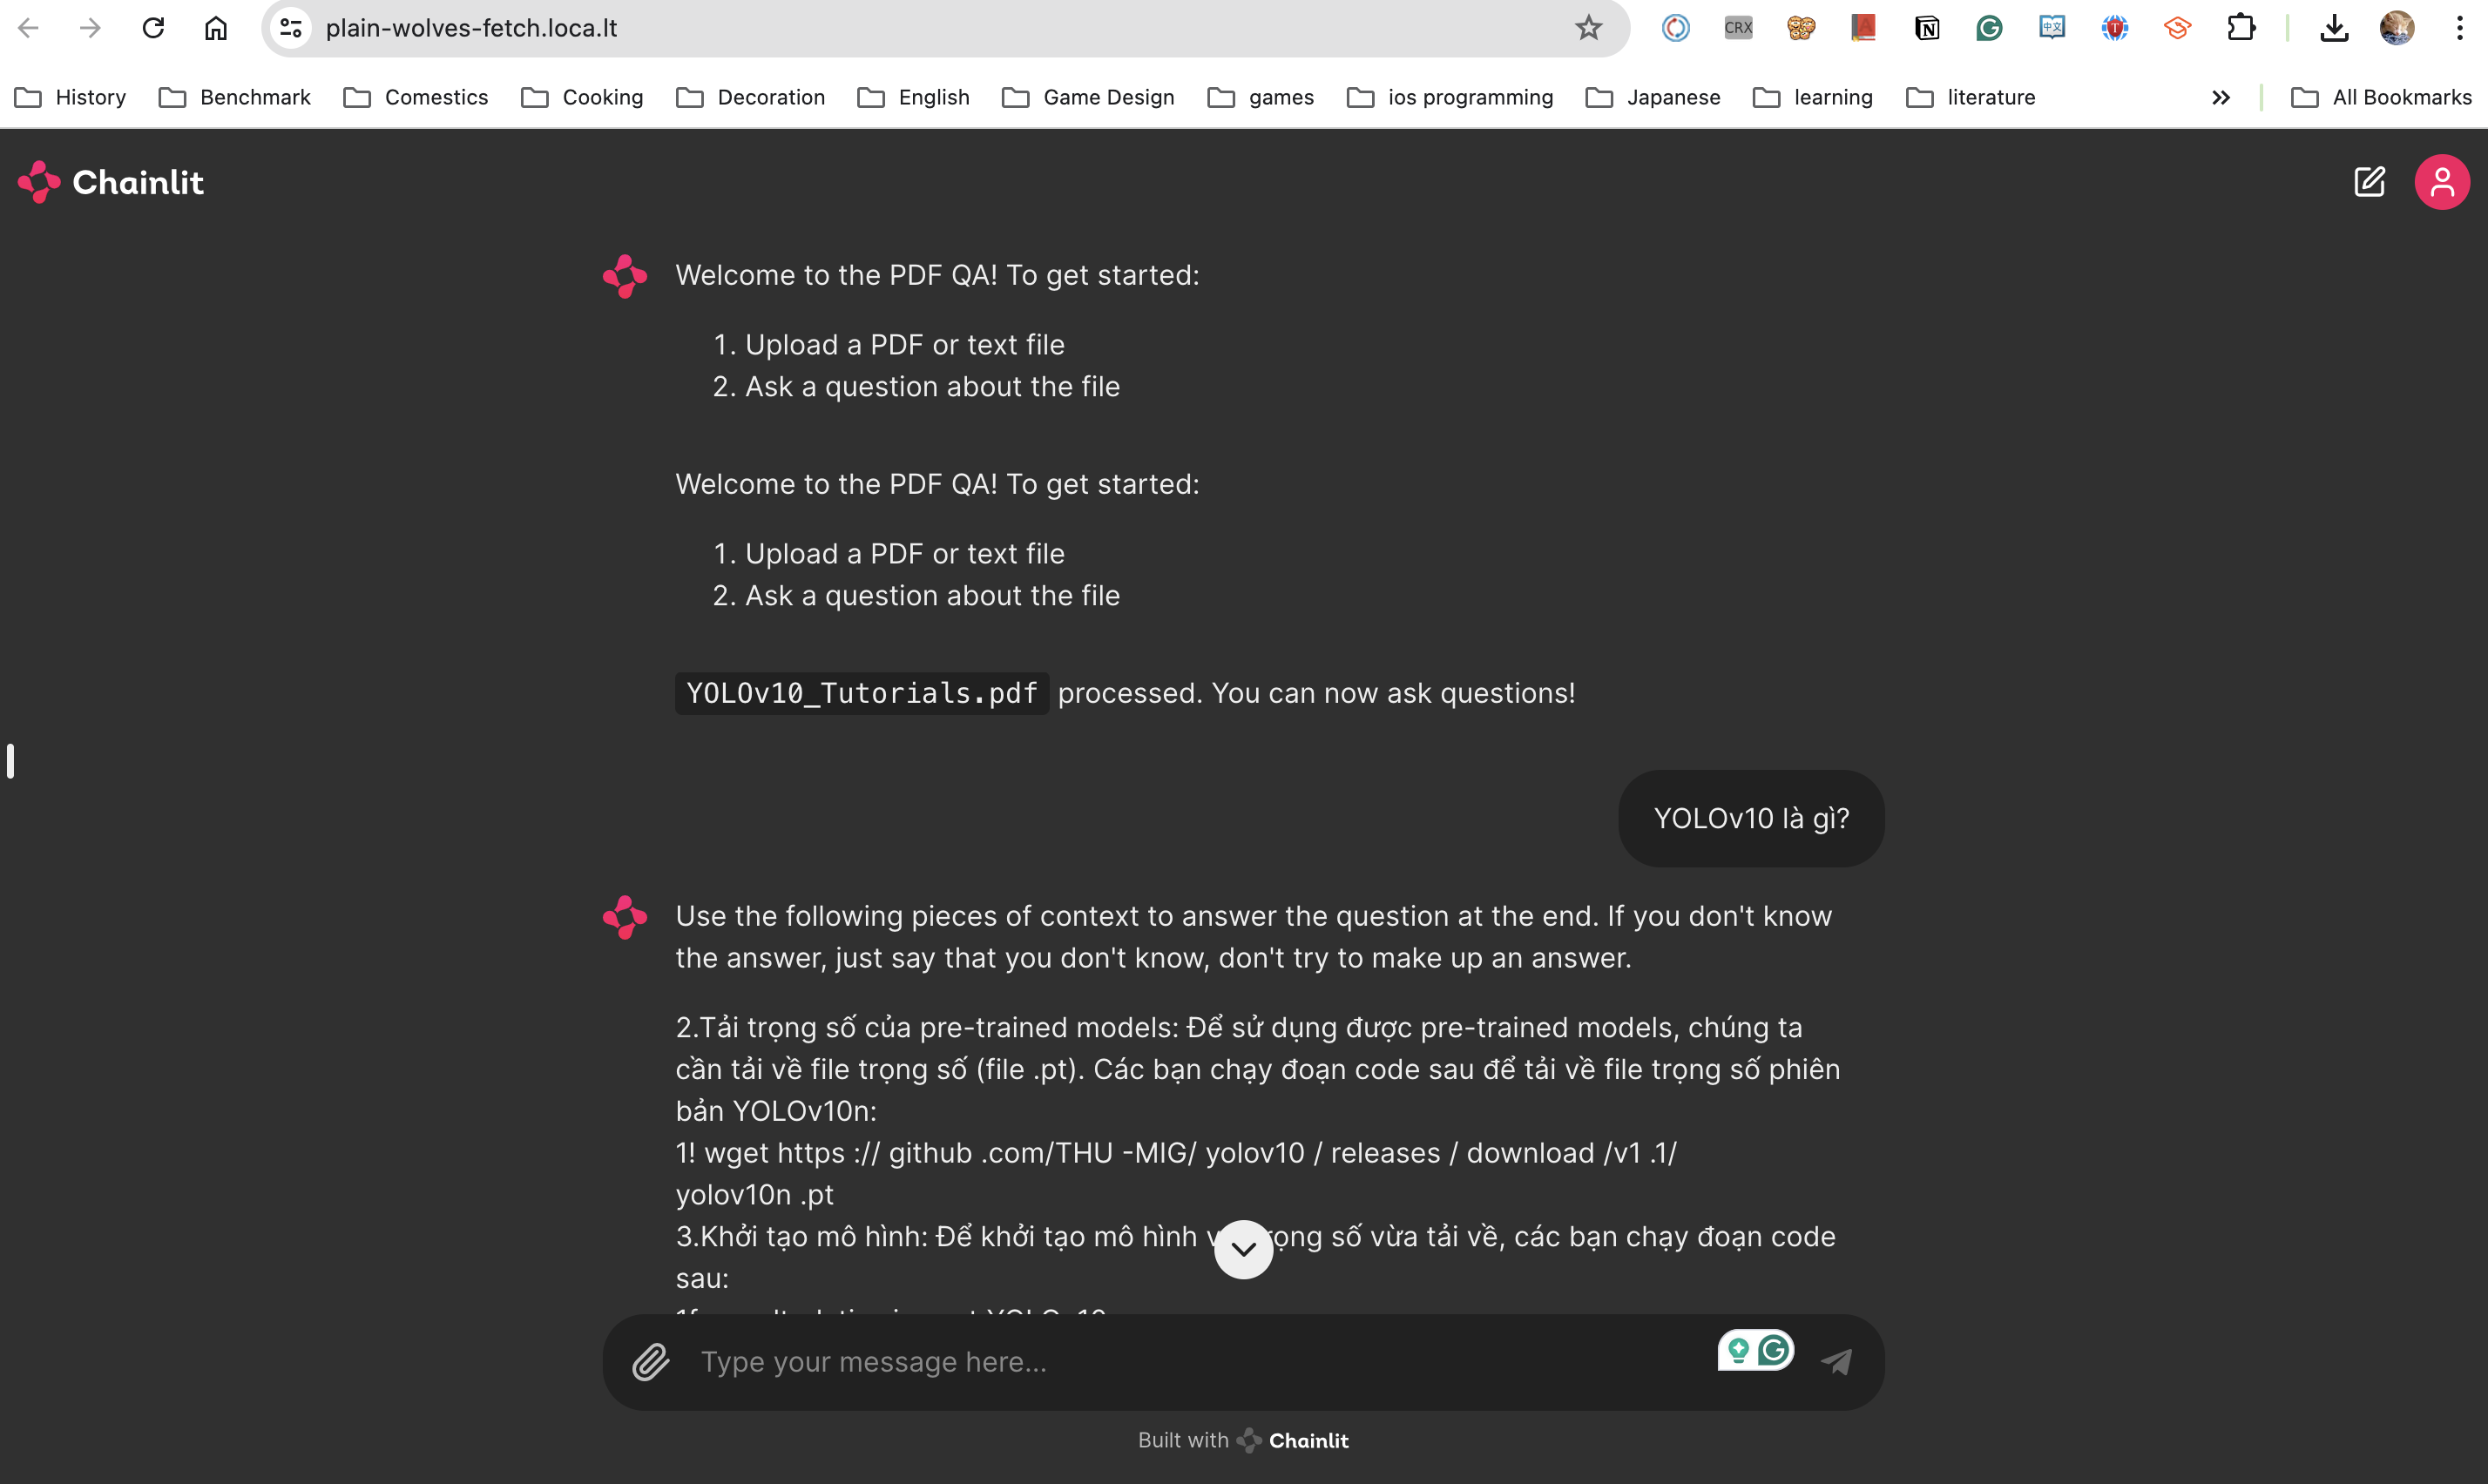 plain-wolves-fetch.loca.lt
CRX
History
Benchmark
Comestics
Cooking
Decoration
English
Game Design
games
ios programming
Japanese
learning
literature
All Bookmarks
Chainlit
Welcome to the PDF QA! To get started:
1. Upload a PDF or text file
2. Ask a question about the file
Welcome to the PDF QA! To get started:
1. Upload a PDF or text file
2. Ask a question about the file
YOLOv10_Tutorials.pdf processed. You can now ask questions!
YOLOv10 là gì?
Use the following pieces of context to answer the question at the end. If you don't know
the answer, just say that you don't know, don't try to make up an answer.
2.Tải trọng số của pre-trained models: Để sử dụng được pre-trained models, chúng ta
cần tải về file trọng số (file .pt). Các bạn chạy đoạn code sau để tải về file trọng số phiên
bản YOLOv10n:
1! wget https :// github .com/THU -MIG/ yolov10 / releases / download /v1 .1/
yolov10n .pt
3.Khởi tạo mô hình: Để khởi tạo mô hình số vừa tải về, các bạn chạy đoạn code
sau:
Type your message here...
Built with Chainlit